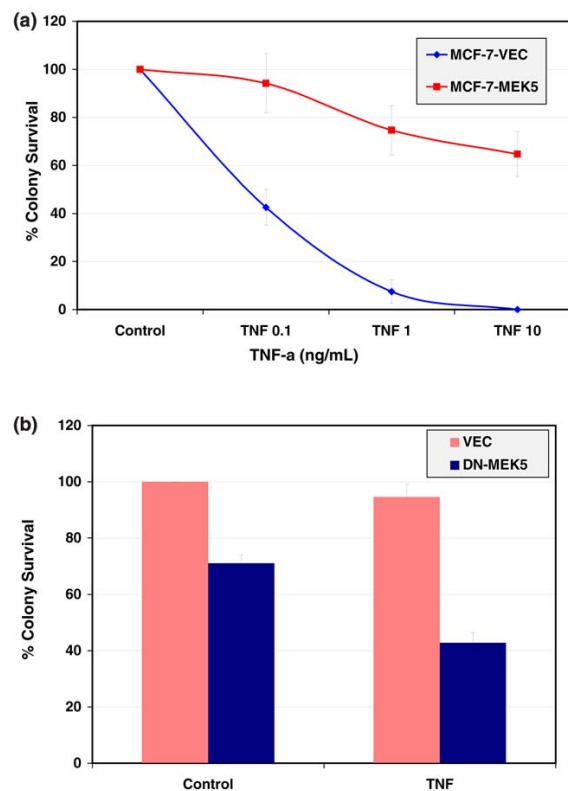 (a)
120
100
80
60
40
20
0
% Colony Survival
MCF-7-VEC
MCF-7-MEK5
Control TNF 0.1 TNF 1 TNF 10
TNF-a (ng/mL)
(b)
120
100
80
60
40
20
0
% Colony Survival
VEC
DN-MEK5
Control TNF